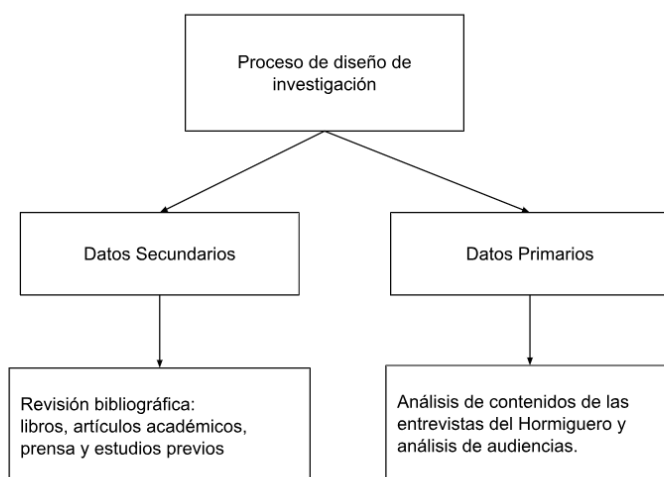 Proceso de diseño de
investigación
Datos Secundarios
Datos Primarios
Revisión bibliográfica:
libros, artículos académicos,
prensa y estudios previos
Análisis de contenidos de las
entrevistas del Hormiguero y
análisis de audiencias.